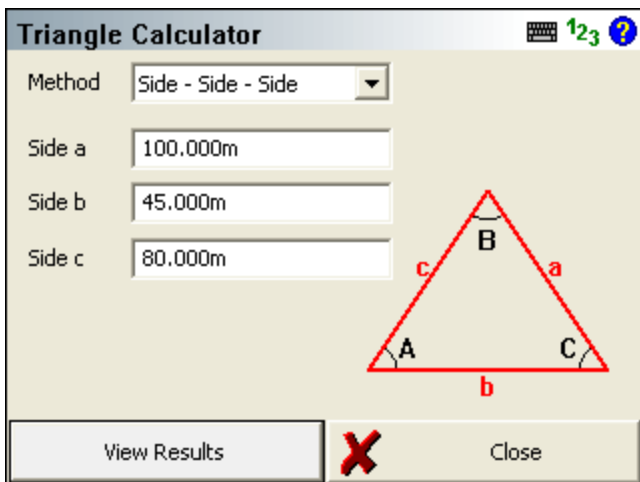 Triangle Calculator 123 ?
Method Side - Side - Side
Side a 100.000m
Side b 45.000m
Side c 80.000m
B
c a
A C
b
View Results Close